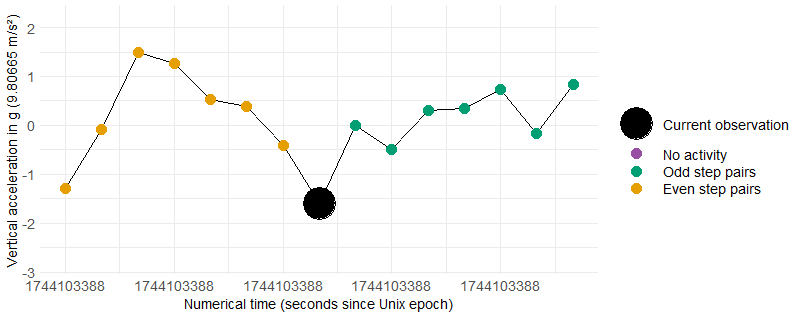 Vertical acceleration in g (9.80665 m/s²)
2
1
0
-1
-2
-3
1744103388 1744103388 1744103388 1744103388 1744103388
Numerical time (seconds since Unix epoch)
Current observation
No activity
Odd step pairs
Even step pairs